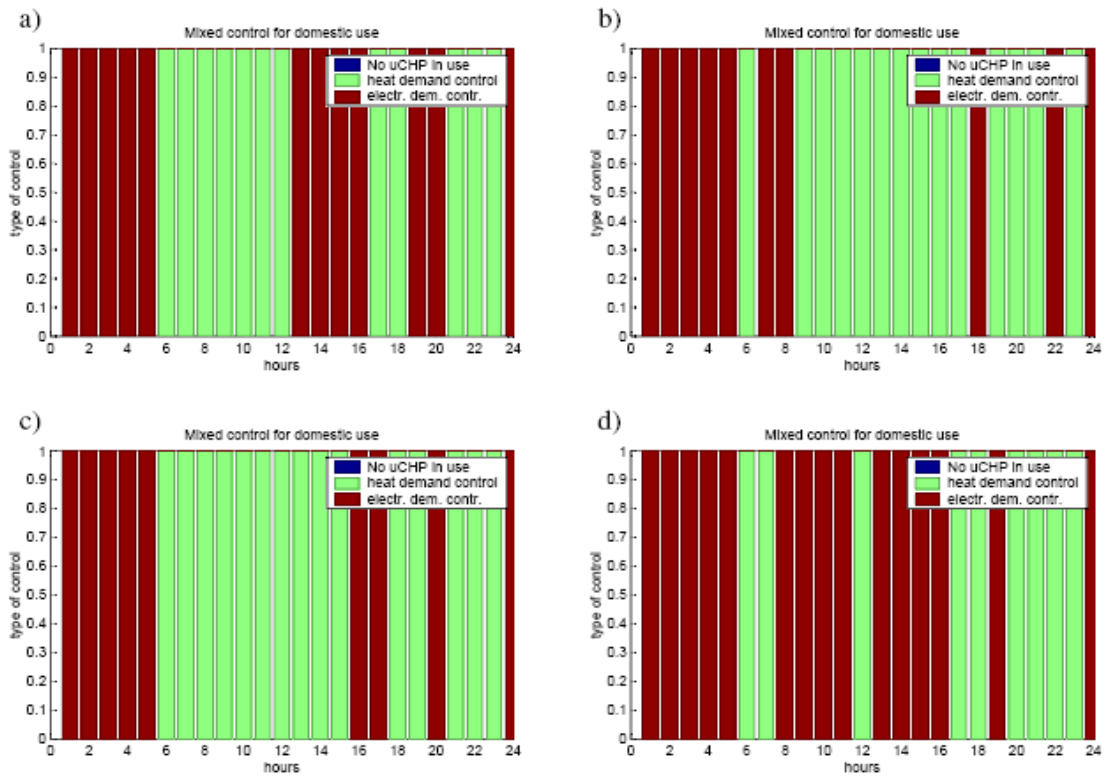 a)
Mixed control for domestic use
No uCHP in use
heat demand control
electr. dem. contr.
type of control
1
0.9
0.8
0.7
0.6
0.5
0.4
0.3
0.2
0.1
0
0 2 4 6 8 10 12 14 16 18 20 22 24
hours
b)
Mixed control for domestic use
No uCHP in use
heat demand control
electr. dem. contr.
type of control
1
0.9
0.8
0.7
0.6
0.5
0.4
0.3
0.2
0.1
0
0 2 4 6 8 10 12 14 16 18 20 22 24
hours
c)
Mixed control for domestic use
No uCHP in use
heat demand control
electr. dem. contr.
type of control
1
0.9
0.8
0.7
0.6
0.5
0.4
0.3
0.2
0.1
0
0 2 4 6 8 10 12 14 16 18 20 22 24
hours
d)
Mixed control for domestic use
No uCHP in use
heat demand control
electr. dem. contr.
type of control
1
0.9
0.8
0.7
0.6
0.5
0.4
0.3
0.2
0.1
0
0 2 4 6 8 10 12 14 16 18 20 22 24
hours